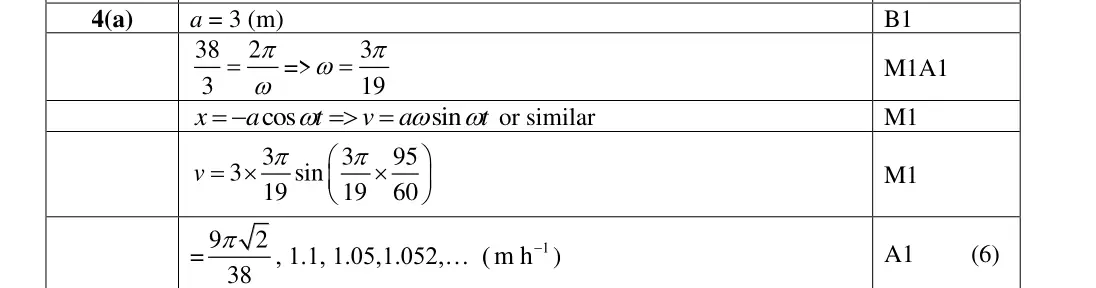 4(a) a = 3 (m) B1
38/3 = 2π/ω => ω = 3π/19 M1A1
x = −a cos ωt => v = aω sin ωt or similar M1
v = 3 × 3π/19 sin(3π/19 × 95/60) M1
= 9π√2/38 , 1.1, 1.05,1.052,… (m h⁻¹) A1 (6)